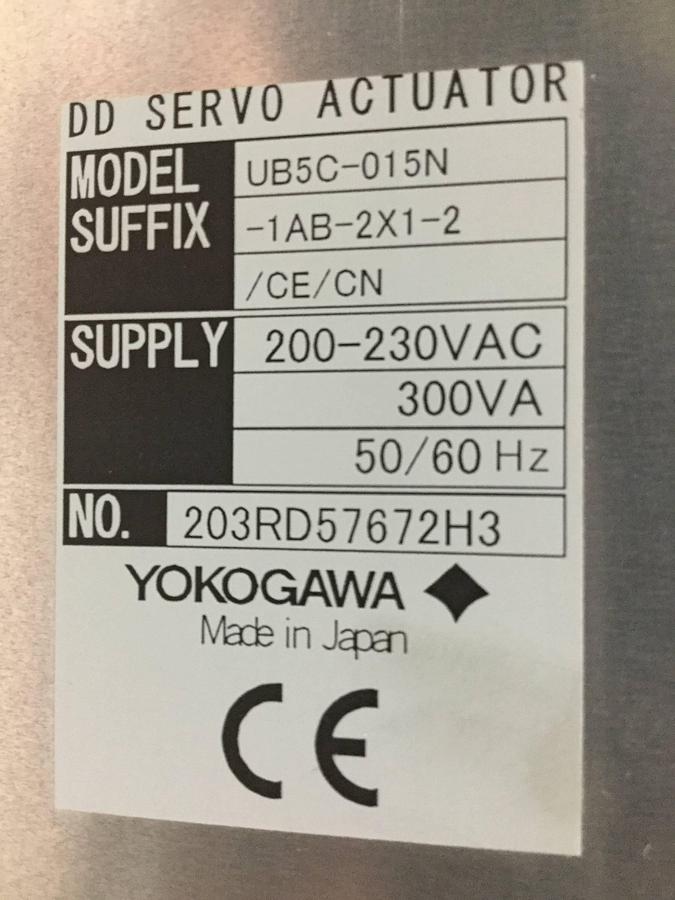 DD SERVO ACTUATOR
MODEL UB5C-015N
SUFFIX -1AB-2X1-2
/CE/CN
SUPPLY 200-230VAC
300VA
50/60 Hz
NO. 203RD57672H3
YOKOGAWA
Made in Japan
CE